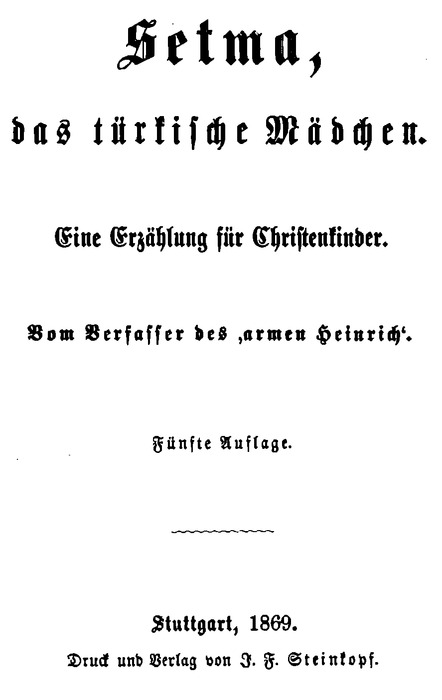 Setma,
das türkische Mädchen.
Eine Erzählung für Christenkinder.
Vom Verfasser des ‚armen Heinrich‘.
Fünfte Auflage.
Stuttgart, 1869.
Druck und Verlag von J. F. Steinkopf.